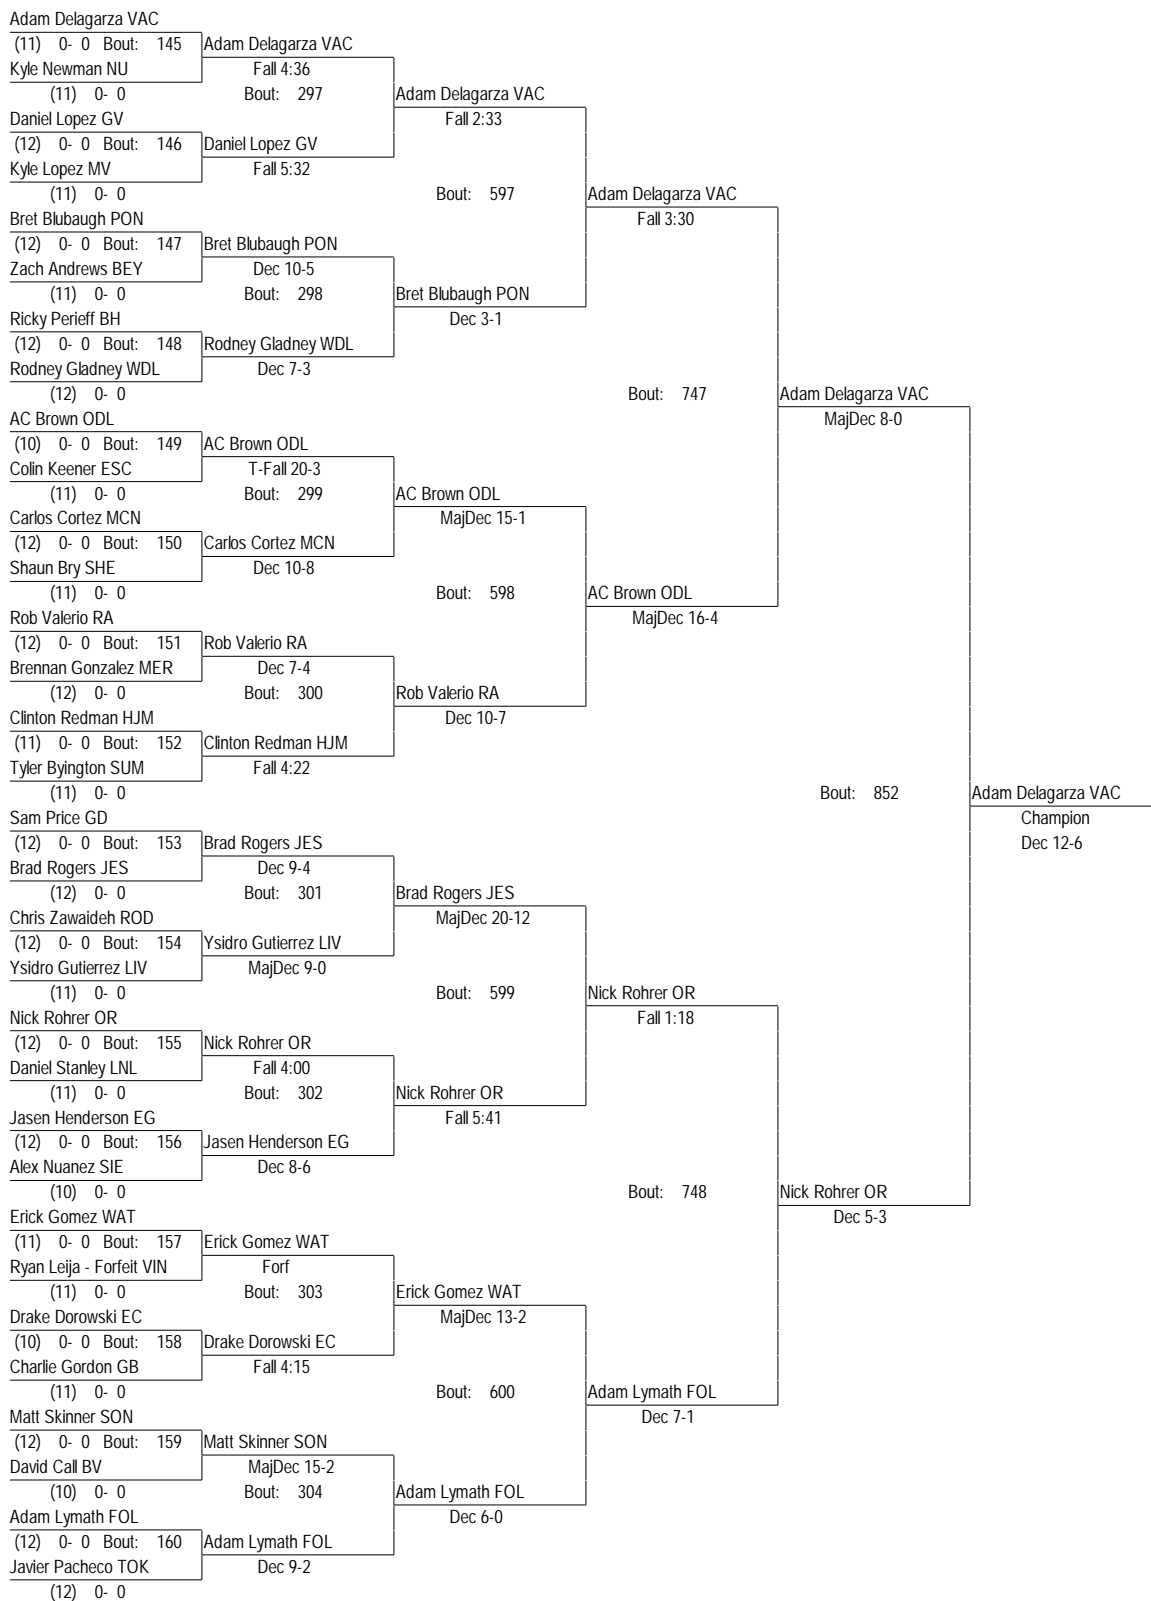 Adam Delagarza VAC
(11) 0- 0 Bout: 145 Adam Delagarza VAC
Kyle Newman NU Fall 4:36
(11) 0- 0 Bout: 297 Adam Delagarza VAC
Daniel Lopez GV Fall 2:33
(12) 0- 0 Bout: 146 Daniel Lopez GV
Kyle Lopez MV Fall 5:32
(11) 0- 0 Bout: 597 Adam Delagarza VAC
Bret Blubaugh PON Fall 3:30
(12) 0- 0 Bout: 147 Bret Blubaugh PON
Zach Andrews BEY Dec 10-5
(11) 0- 0 Bout: 298 Bret Blubaugh PON
Ricky Perieff BH Dec 3-1
(12) 0- 0 Bout: 148 Rodney Gladney WDL
Rodney Gladney WDL Dec 7-3
(12) 0- 0 Bout: 747 Adam Delagarza VAC
AC Brown ODL MajDec 8-0
(10) 0- 0 Bout: 149 AC Brown ODL
Colin Keener ESC T-Fall 20-3
(11) 0- 0 Bout: 299 AC Brown ODL
Carlos Cortez MCN MajDec 15-1
(12) 0- 0 Bout: 150 Carlos Cortez MCN
Shaun Bry SHE Dec 10-8
(11) 0- 0 Bout: 598 AC Brown ODL
Rob Valerio RA MajDec 16-4
(12) 0- 0 Bout: 151 Rob Valerio RA
Brennan Gonzalez MER Dec 7-4
(12) 0- 0 Bout: 300 Rob Valerio RA
Clinton Redman HJM Dec 10-7
(11) 0- 0 Bout: 152 Clinton Redman HJM
Tyler Byington SUM Fall 4:22
(11) 0- 0 Bout: 852 Adam Delagarza VAC
Sam Price GD Champion
(12) 0- 0 Bout: 153 Brad Rogers JES Dec 12-6
Brad Rogers JES Dec 9-4
(12) 0- 0 Bout: 301 Brad Rogers JES
Chris Zawaideh ROD MajDec 20-12
(12) 0- 0 Bout: 154 Ysidro Gutierrez LIV
Ysidro Gutierrez LIV MajDec 9-0
(11) 0- 0 Bout: 599 Nick Rohrer OR
Nick Rohrer OR Fall 1:18
(12) 0- 0 Bout: 155 Nick Rohrer OR
Daniel Stanley LNL Fall 4:00
(11) 0- 0 Bout: 302 Nick Rohrer OR
Jasen Henderson EG Fall 5:41
(12) 0- 0 Bout: 156 Jasen Henderson EG
Alex Nuanez SIE Dec 8-6
(10) 0- 0 Bout: 748 Nick Rohrer OR
Erick Gomez WAT Dec 5-3
(11) 0- 0 Bout: 157 Erick Gomez WAT
Ryan Leija - Forfeit VIN Forf
(11) 0- 0 Bout: 303 Erick Gomez WAT
Drake Dorowski EC MajDec 13-2
(10) 0- 0 Bout: 158 Drake Dorowski EC
Charlie Gordon GB Fall 4:15
(11) 0- 0 Bout: 600 Adam Lymath FOL
Matt Skinner SON Dec 7-1
(12) 0- 0 Bout: 159 Matt Skinner SON
David Call BV MajDec 15-2
(10) 0- 0 Bout: 304 Adam Lymath FOL
Adam Lymath FOL Dec 6-0
(12) 0- 0 Bout: 160 Adam Lymath FOL
Javier Pacheco TOK Dec 9-2
(12) 0- 0